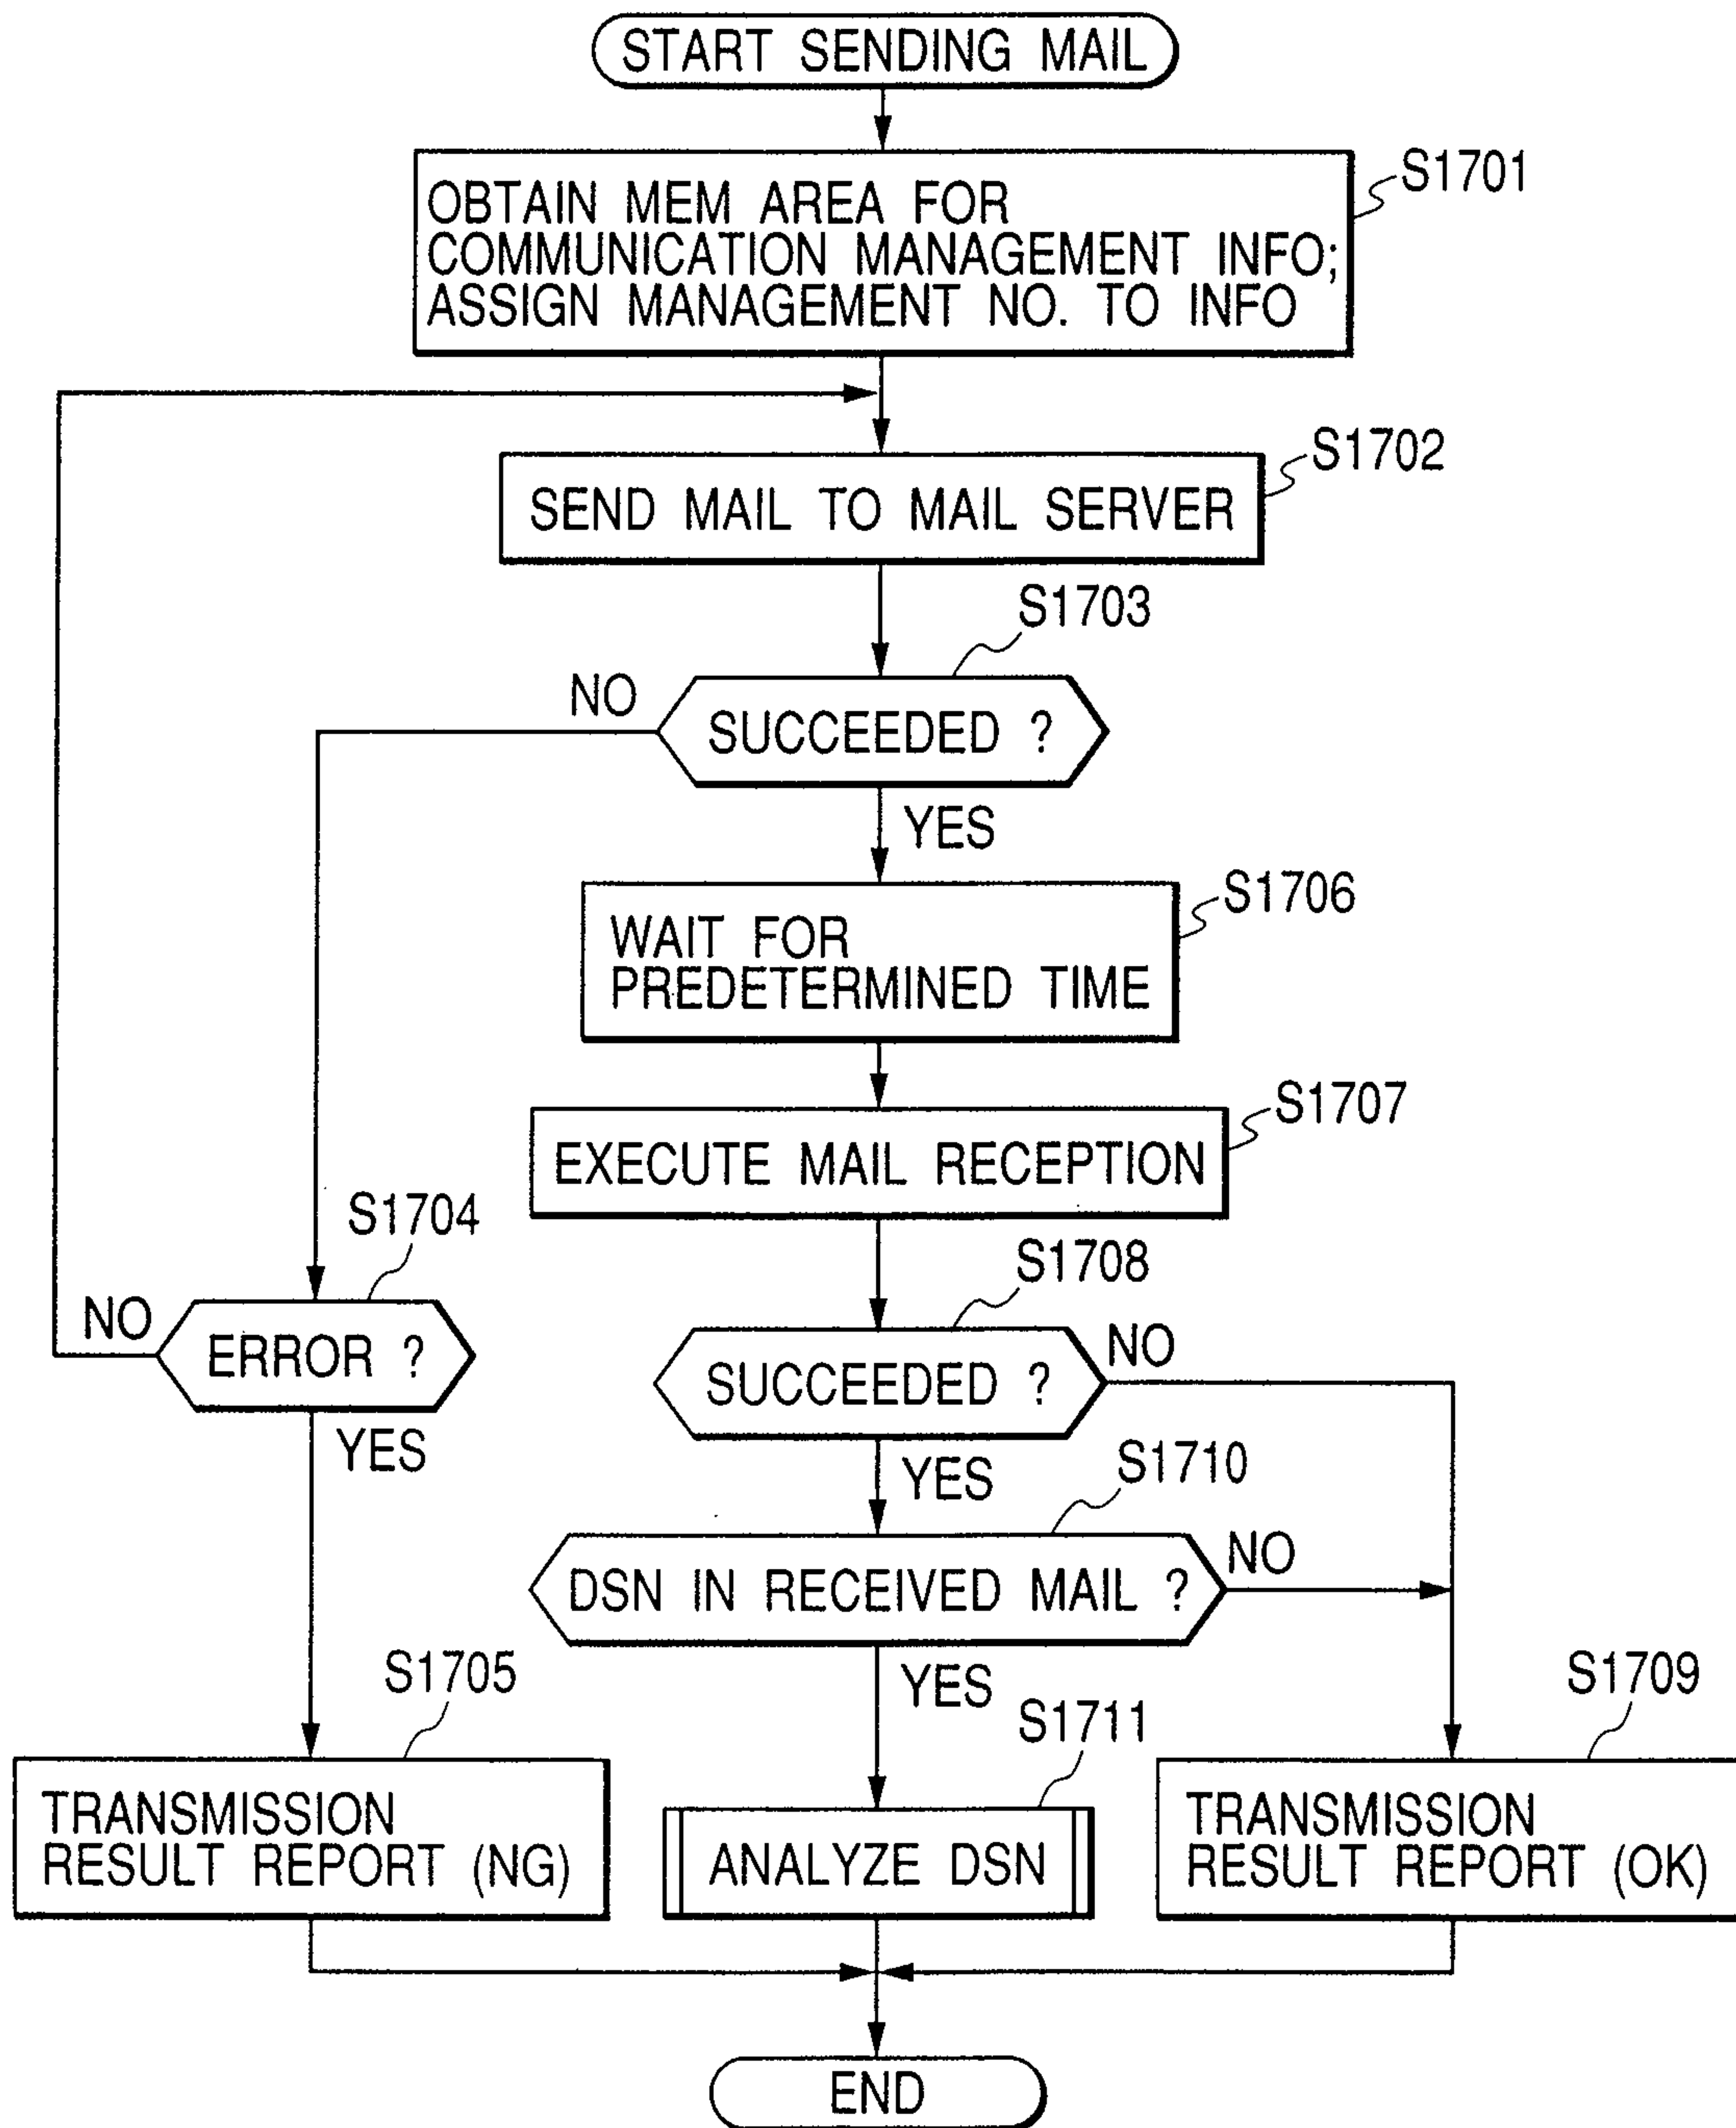 START SENDING MAIL
S1701
OBTAIN MEM AREA FOR
COMMUNICATION MANAGEMENT INFO;
ASSIGN MANAGEMENT NO. TO INFO
S1702
SEND MAIL TO MAIL SERVER
S1703
NO
SUCCEEDED ?
YES
S1706
WAIT FOR
PREDETERMINED TIME
S1707
EXECUTE MAIL RECEPTION
S1704
NO
ERROR ?
YES
S1708
SUCCEEDED ?
NO
YES
S1710
DSN IN RECEIVED MAIL ?
NO
YES
S1705
TRANSMISSION
RESULT REPORT (NG)
S1711
ANALYZE DSN
S1709
TRANSMISSION
RESULT REPORT (OK)
END